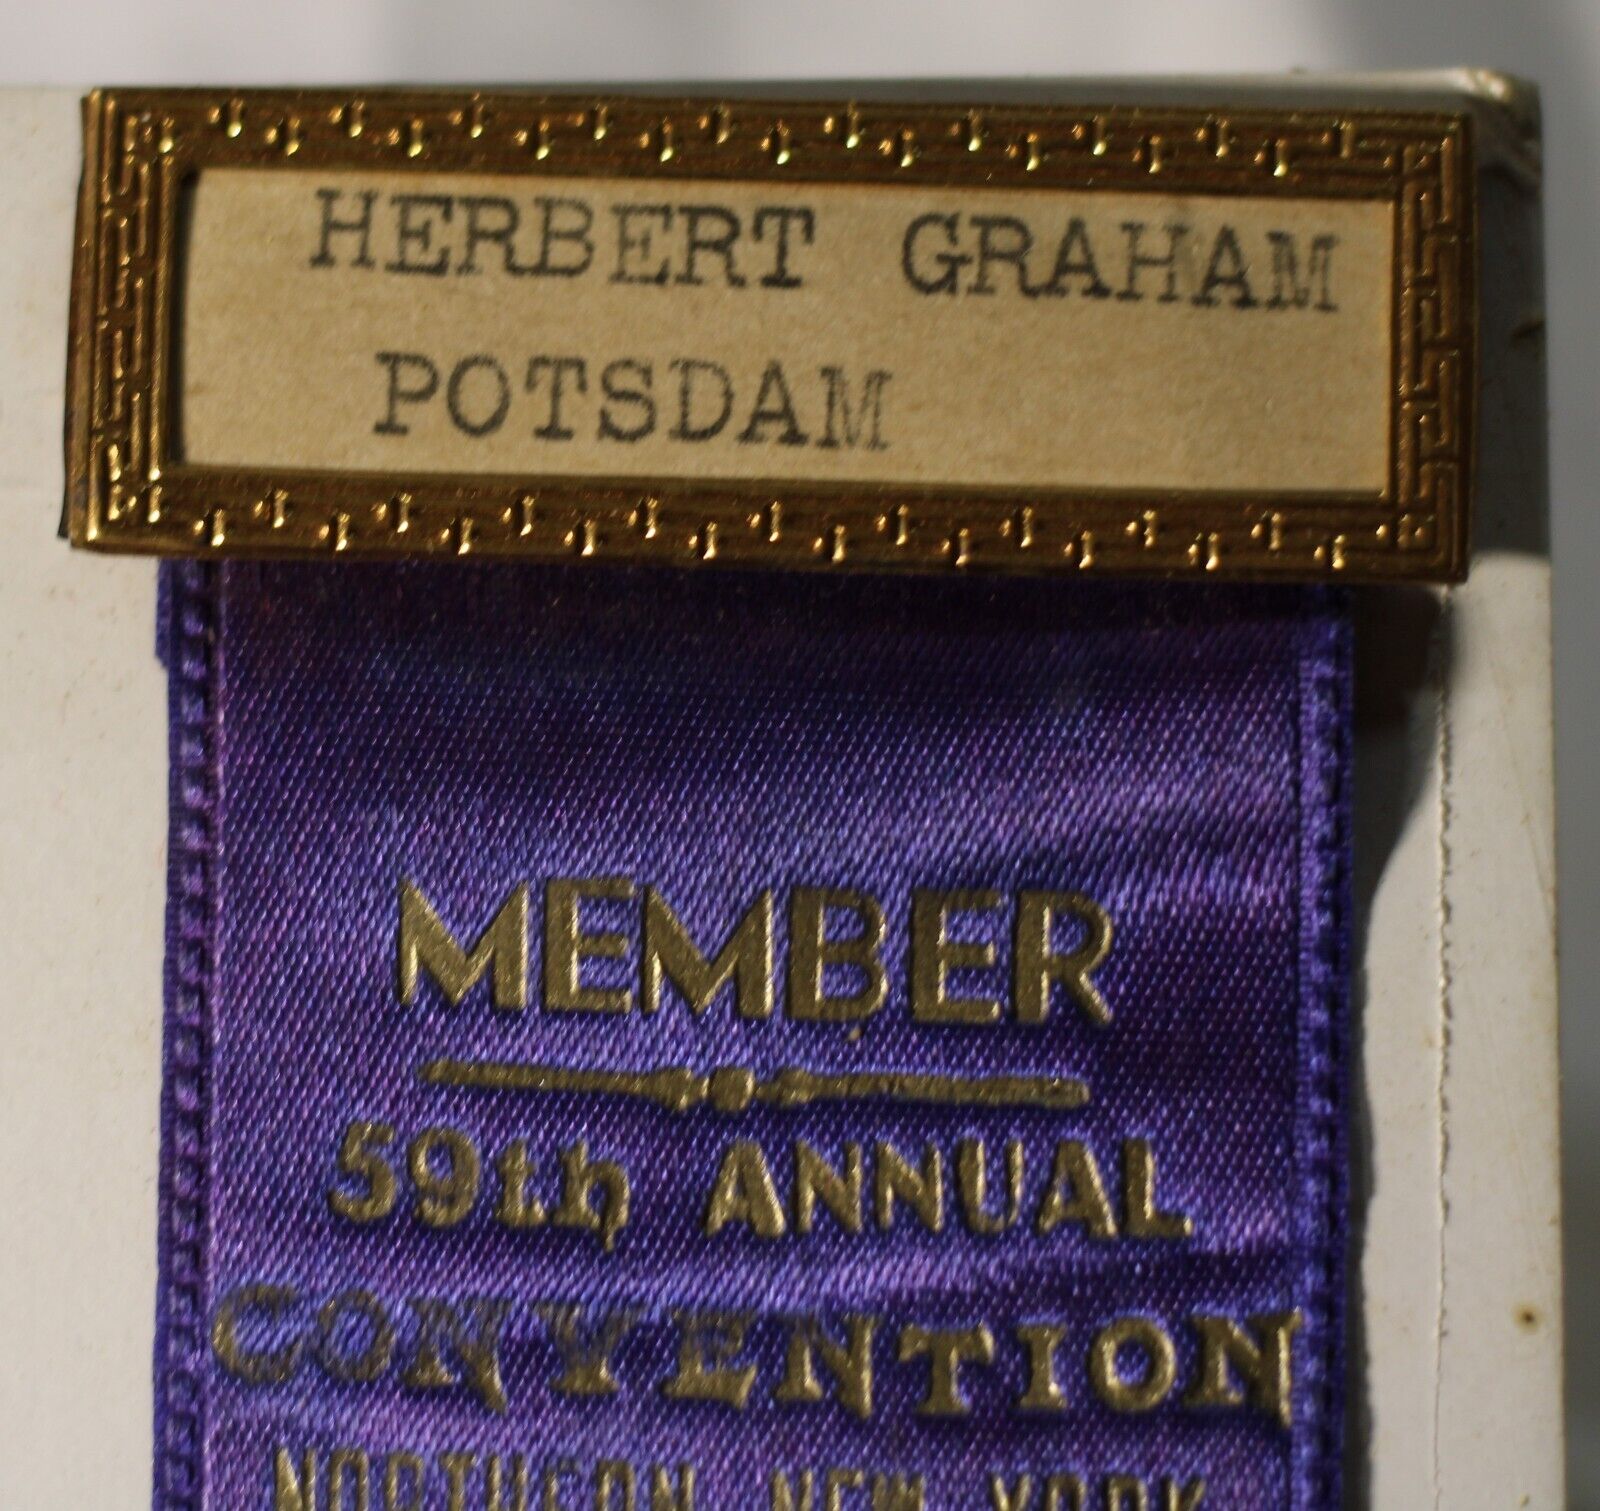 HERBERT GRAHAM
POTSDAM
MEMBER
59th ANNUAL
CONVENTION
NORTHERN NEW YORK